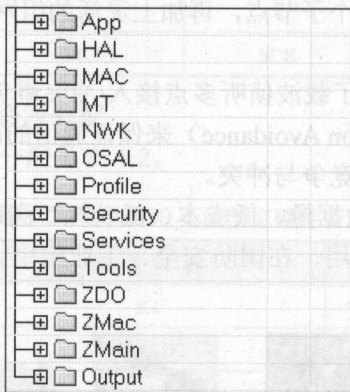 App
HAL
MAC
MT
NWK
OSAL
Profile
Security
Services
Tools
ZDO
ZMac
ZMain
Output